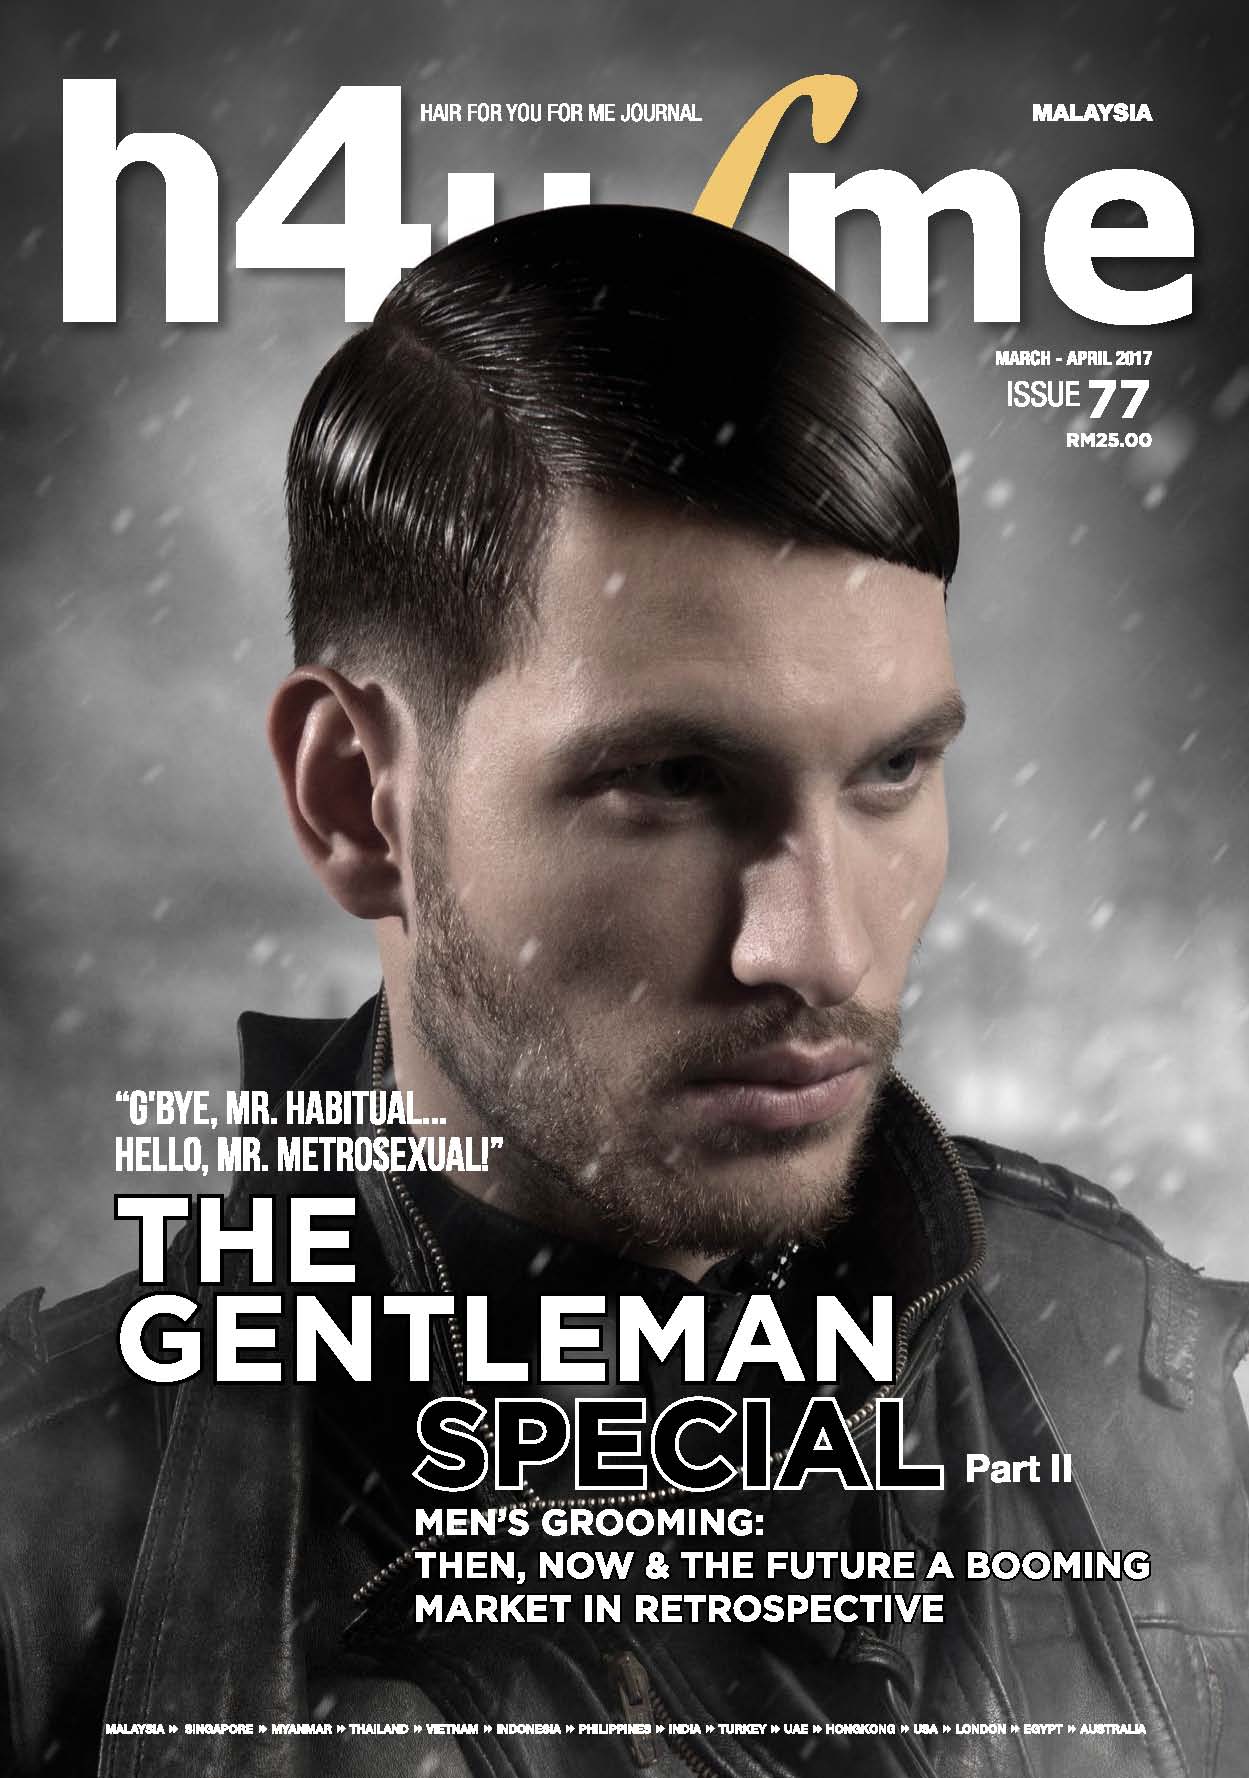 HAIR FOR YOU FOR ME JOURNAL
MALAYSIA
h4ufme
MARCH - APRIL 2017
ISSUE 77
RM25.00
“G'BYE, MR. HABITUAL...
HELLO, MR. METROSEXUAL!”
THE
GENTLEMAN
SPECIAL Part II
MEN'S GROOMING:
THEN, NOW & THE FUTURE A BOOMING
MARKET IN RETROSPECTIVE
MALAYSIA » SINGAPORE » MYANMAR » THAILAND » VIETNAM » INDONESIA » PHILIPPINES » INDIA » TURKEY » UAE » HONGKONG » USA » LONDON » EGYPT » AUSTRALIA